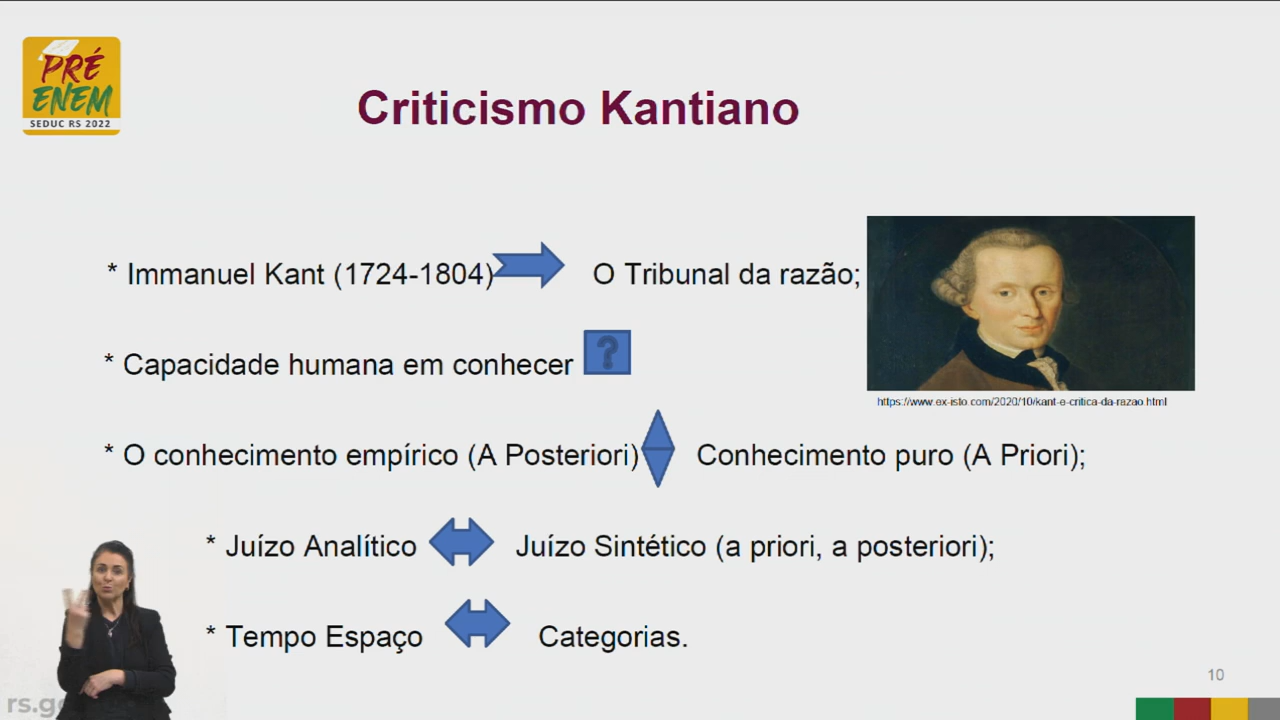 PRÉ
ENEM
SEDUC RS 2022
Criticismo Kantiano
* Immanuel Kant (1724-1804) O Tribunal da razão;
* Capacidade humana em conhecer ?
https://www.ex-isto.com/2020/10/kant-e-critica-da-razao.html
* O conhecimento empírico (A Posteriori) Conhecimento puro (A Priori);
* Juízo Analítico Juízo Sintético (a priori, a posteriori);
* Tempo Espaço Categorias.
10